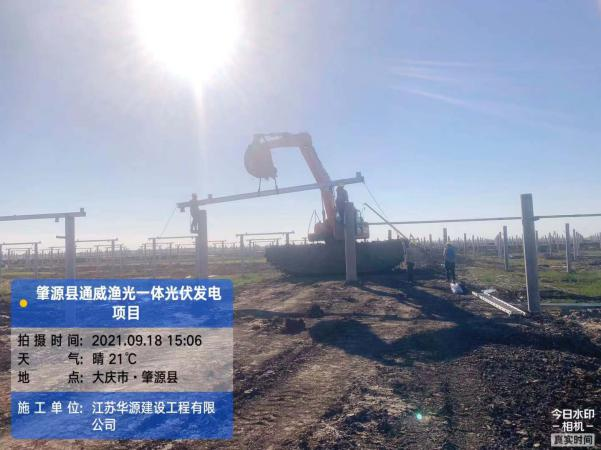 肇源县通威渔光一体光伏发电
项目
拍摄时间: 2021.09.18 15:06
天气: 晴 21℃
地点: 大庆市·肇源县
施工单位: 江苏华源建设工程有限
公司
今日水印
-相机-
真实时间